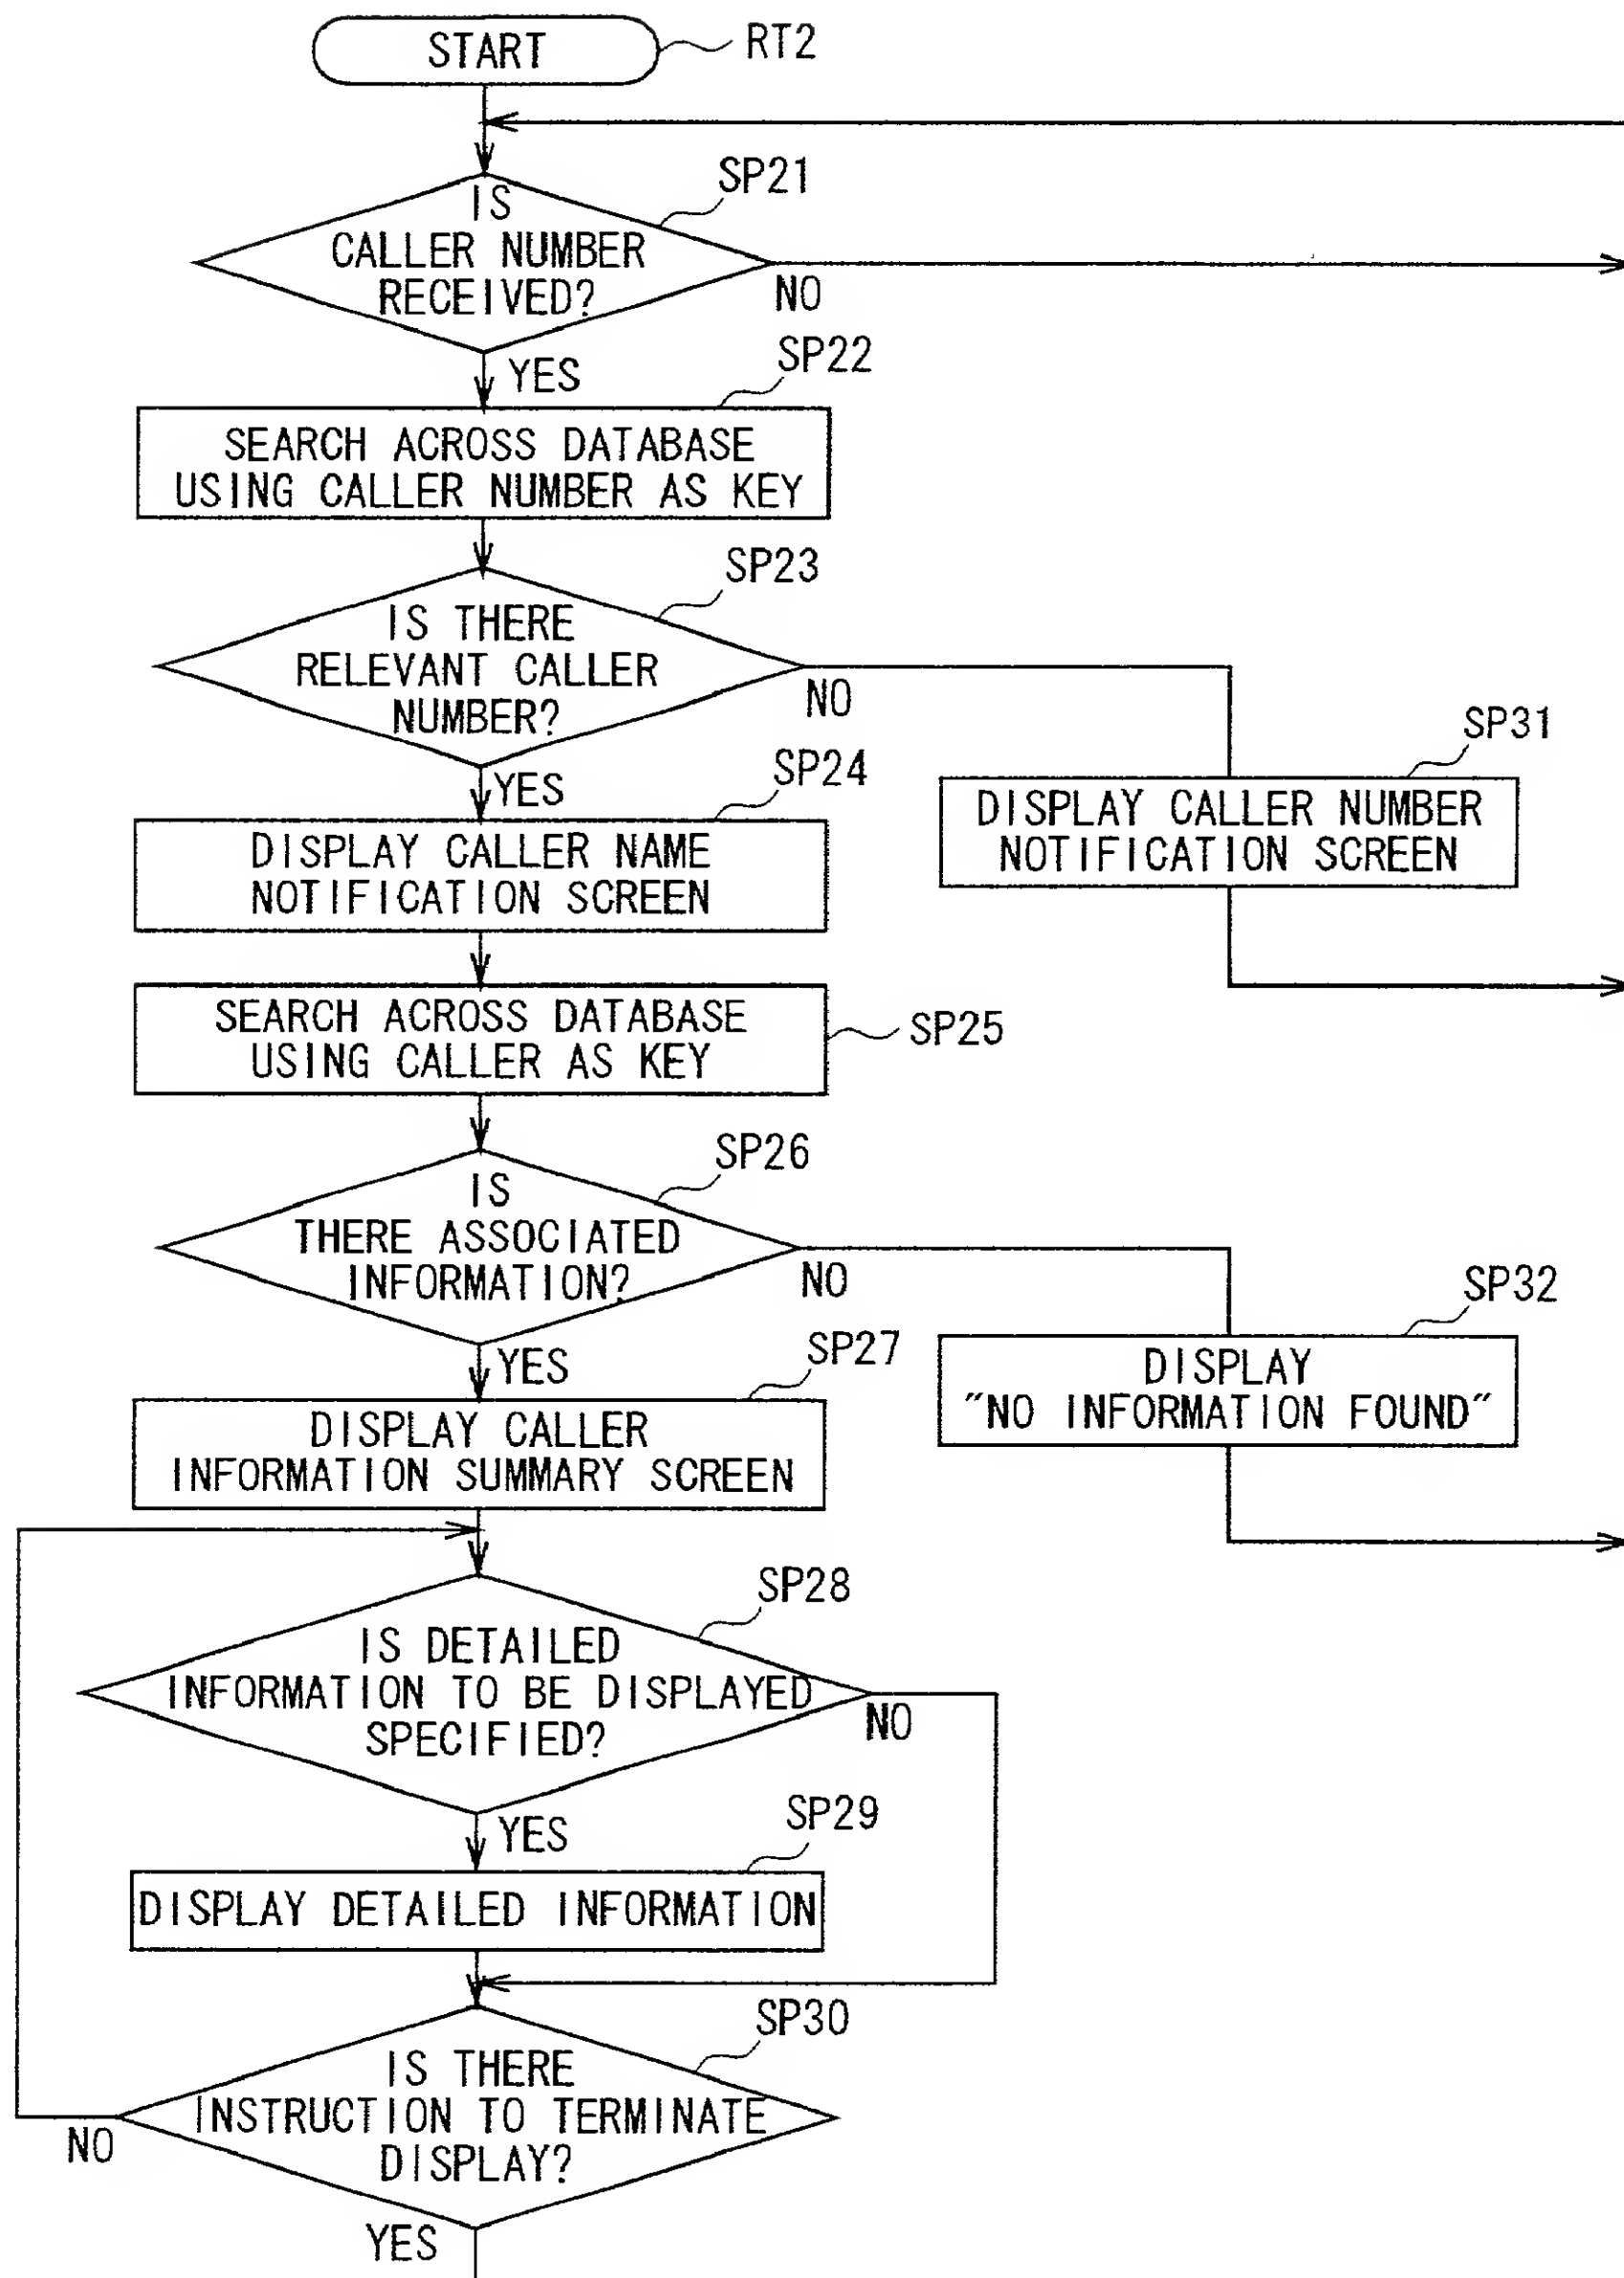 START
RT2
SP21
IS
CALLER NUMBER
RECEIVED?
NO
YES
SP22
SEARCH ACROSS DATABASE
USING CALLER NUMBER AS KEY
SP23
IS THERE
RELEVANT CALLER
NUMBER?
NO
YES
SP24
DISPLAY CALLER NAME
NOTIFICATION SCREEN
SP31
DISPLAY CALLER NUMBER
NOTIFICATION SCREEN
SEARCH ACROSS DATABASE
USING CALLER AS KEY
SP25
SP26
IS
THERE ASSOCIATED
INFORMATION?
NO
YES
SP27
DISPLAY CALLER
INFORMATION SUMMARY SCREEN
SP32
DISPLAY
"NO INFORMATION FOUND"
SP28
IS DETAILED
INFORMATION TO BE DISPLAYED
SPECIFIED?
NO
YES
SP29
DISPLAY DETAILED INFORMATION
SP30
IS THERE
INSTRUCTION TO TERMINATE
DISPLAY?
NO
YES